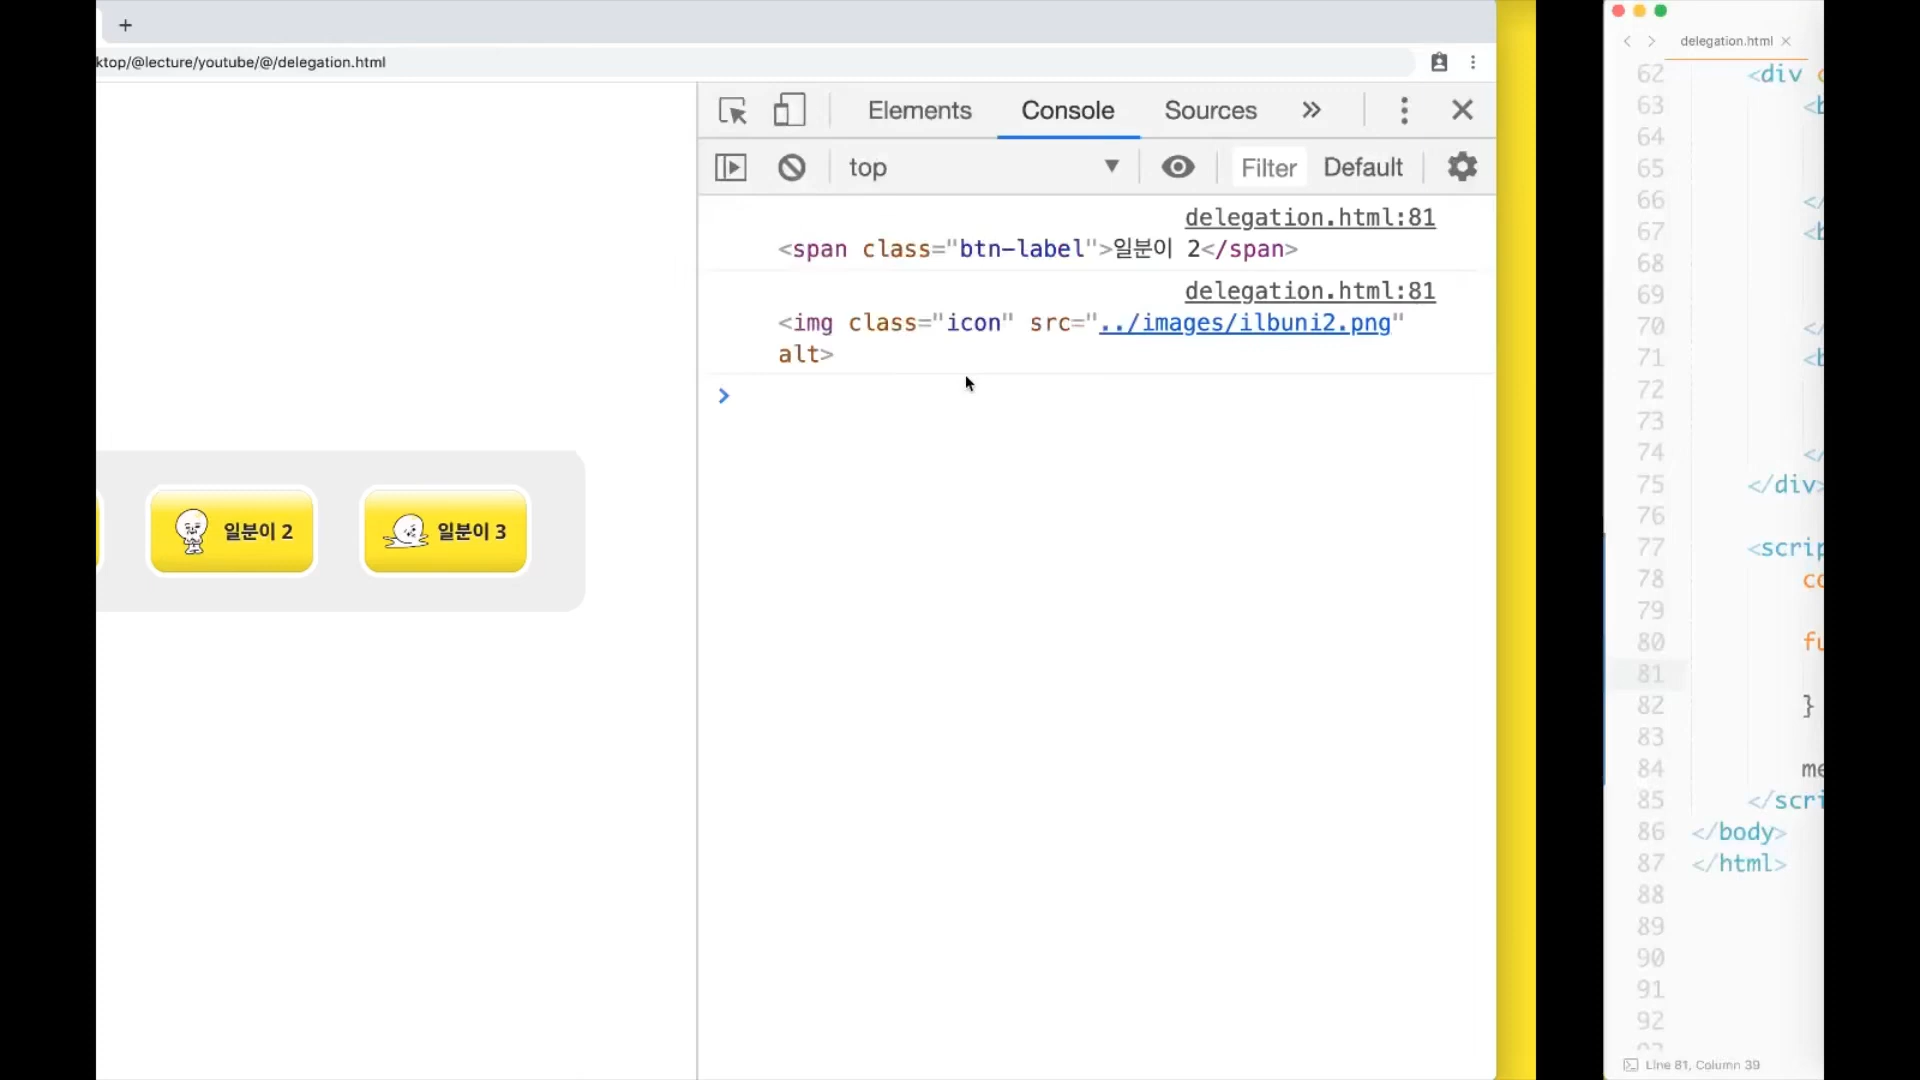 +
ktop/@lecture/youtube/@/delegation.html
Elements Console Sources »
top ▼ Filter Default
delegation.html:81
<span class="btn-label">일분이 2</span>
delegation.html:81
<img class="icon" src="../images/ilbuni2.png"
alt>
>
일분이 2
일분이 3
delegation.html ×
62 <div
63 <b
64
65
66 </
67 <b
68
69
70 </
71 <b
72
73
74 </
75 </div>
76
77 <scrip
78 co
79
80 fu
81
82 }
83
84 me
85 </scri
86 </body>
87 </html>
88
89
90
91
92
Line 81, Column 39